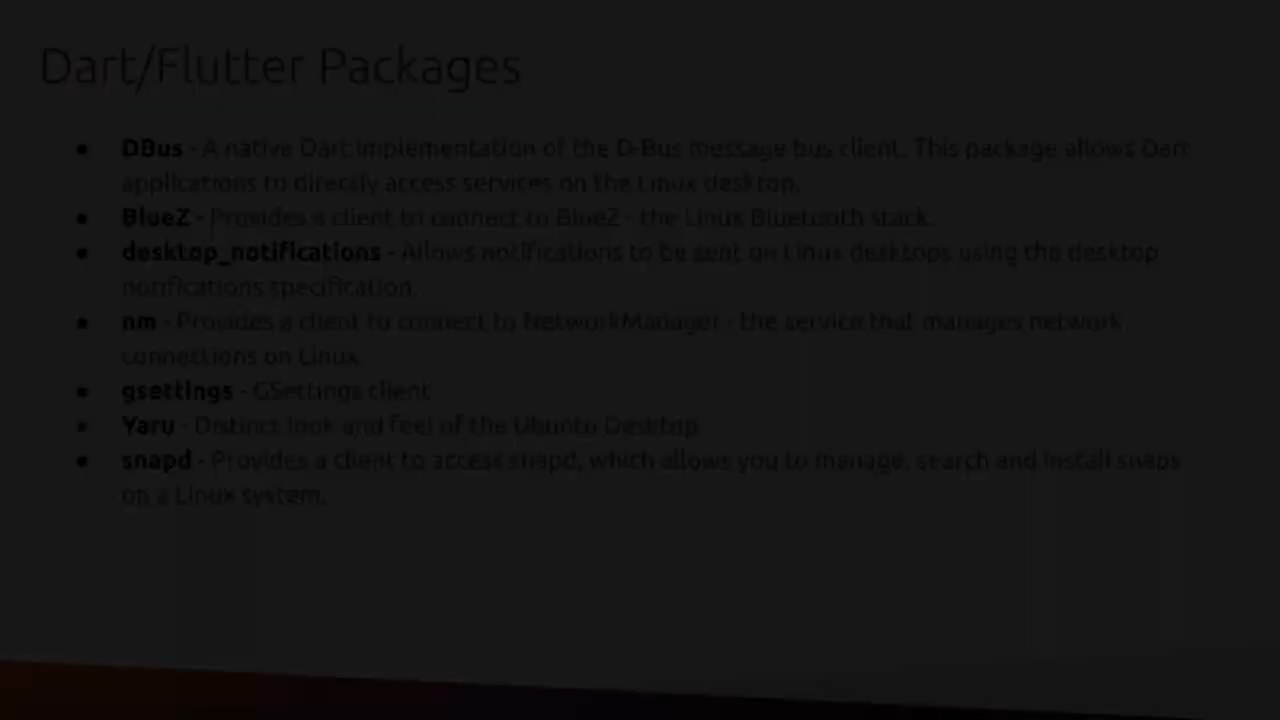 Dart/Flutter Packages
● DBus - A native Dart implementation of the D-Bus message bus client. This package allows Dart
applications to directly access services on the Linux desktop.
● BlueZ - Provides a client to connect to BlueZ - the Linux Bluetooth stack.
● desktop_notifications - Allows notifications to be sent on Linux desktops using the desktop
notifications specification.
● nm - Provides a client to connect to NetworkManager - the service that manages network
connections on Linux.
● gsettings - GSettings client
● Yaru - Distinct look and feel of the Ubuntu Desktop
● snapd - Provides a client to access snapd, which allows you to manage, search and install snaps
on a Linux system.